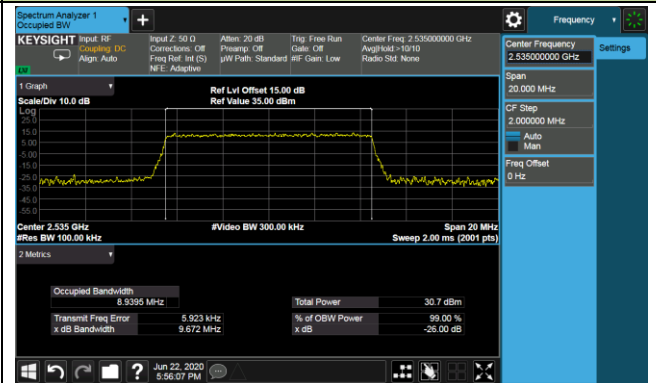 Spectrum Analyzer 1
Occupied BW
Frequency
KEYSIGHT
Input: RF
Coupling: DC
Align: Auto
Input Z: 50 Ω
Corrections: Off
Freq Ref: Int (S)
NFE: Adaptive
Atten: 20 dB
Preamp: Off
µW Path: Standard
Trig: Free Run
Gate: Off
#IF Gain: Low
Center Freq: 2.535000000 GHz
Avg|Hold:>10/10
Radio Std: None
Center Frequency
2.535000000 GHz
Settings
Span
20.000 MHz
CF Step
2.000000 MHz
Auto
Man
Freq Offset
0 Hz
1 Graph
Scale/Div 10.0 dB
Ref Lvl Offset 15.00 dB
Ref Value 35.00 dBm
Log
25.0
15.0
5.00
-5.00
-15.0
-25.0
-35.0
-45.0
-55.0
Center 2.535 GHz
#Res BW 100.00 kHz
#Video BW 300.00 kHz
Span 20 MHz
Sweep 2.00 ms (2001 pts)
2 Metrics
Occupied Bandwidth
8.9395 MHz
Total Power
30.7 dBm
Transmit Freq Error
5.923 kHz
% of OBW Power
99.00 %
x dB Bandwidth
9.672 MHz
x dB
-26.00 dB
?
Jun 22, 2020
5:56:07 PM